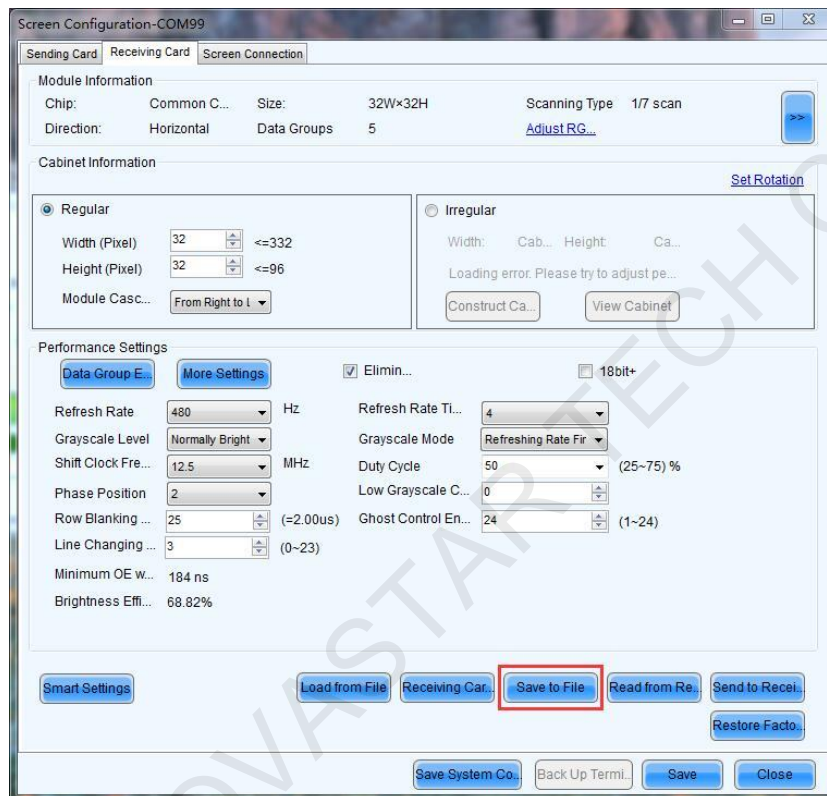 Screen Configuration-COM99
Sending Card Receiving Card Screen Connection
Module Information
Chip: Common C... Size: 32W×32H Scanning Type 1/7 scan
Direction: Horizontal Data Groups 5 Adjust RG...
>>
Cabinet Information
Set Rotation
Regular
Width (Pixel) 32 <=332
Height (Pixel) 32 <=96
Module Casc... From Right to L
Irregular
Width: Cab... Height: Ca...
Loading error. Please try to adjust pe...
Construct Ca... View Cabinet
Performance Settings
Data Group E... More Settings Elimin... 18bit+
Refresh Rate 480 Hz Refresh Rate Ti... 4
Grayscale Level Normally Bright Grayscale Mode Refreshing Rate Fir
Shift Clock Fre... 12.5 MHz Duty Cycle 50 (25~75) %
Phase Position 2 Low Grayscale C... 0
Row Blanking ... 25 (=2.00us) Ghost Control En... 24 (1~24)
Line Changing ... 3 (0~23)
Minimum OE w... 184 ns
Brightness Effi... 68.82%
Smart Settings Load from File Receiving Car... Save to File Read from Re... Send to Recei...
Restore Facto...
Save System Co... Back Up Termi... Save Close
OVASTAR TECH C